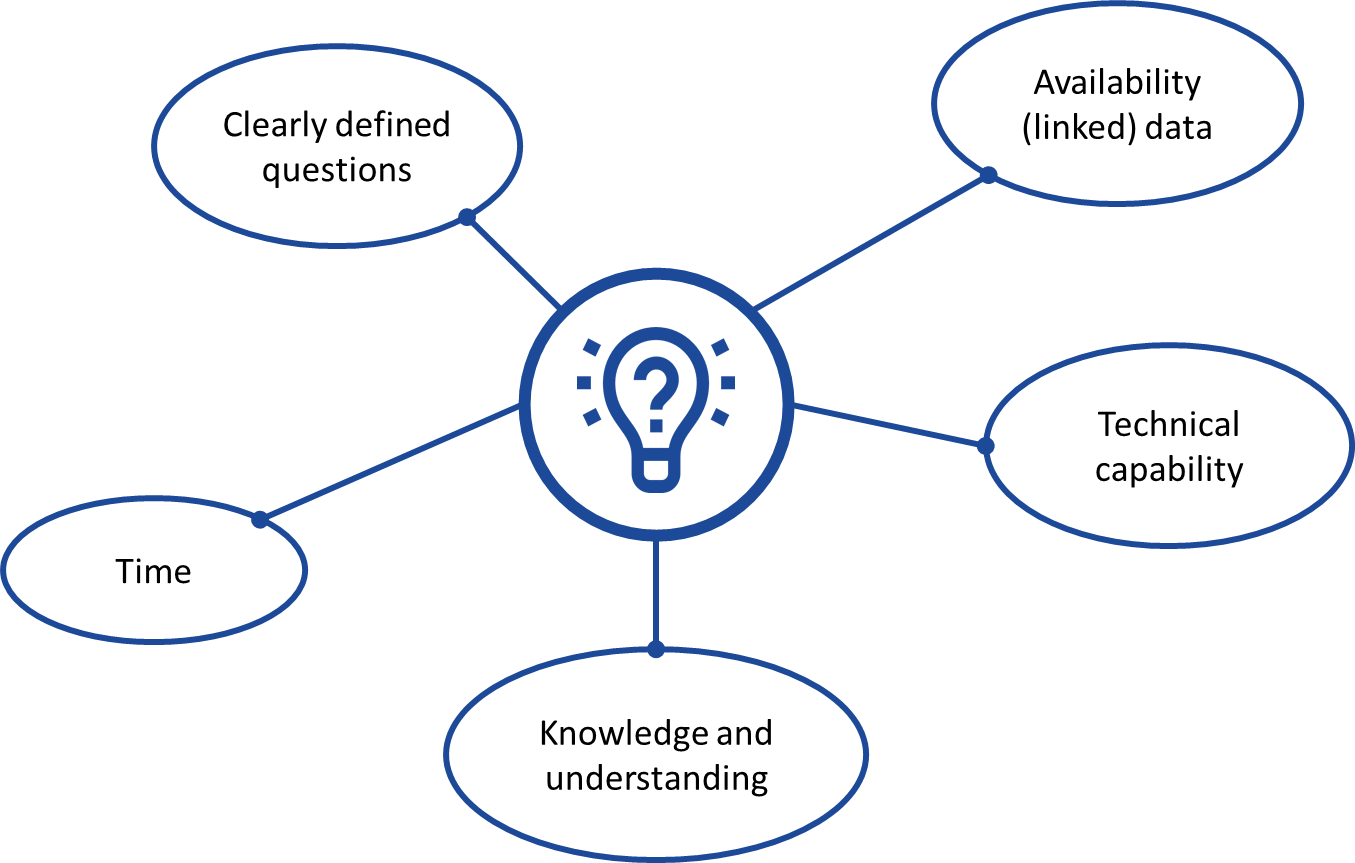 Clearly defined
questions
Availability
(linked) data
?
Technical
capability
Time
Knowledge and
understanding